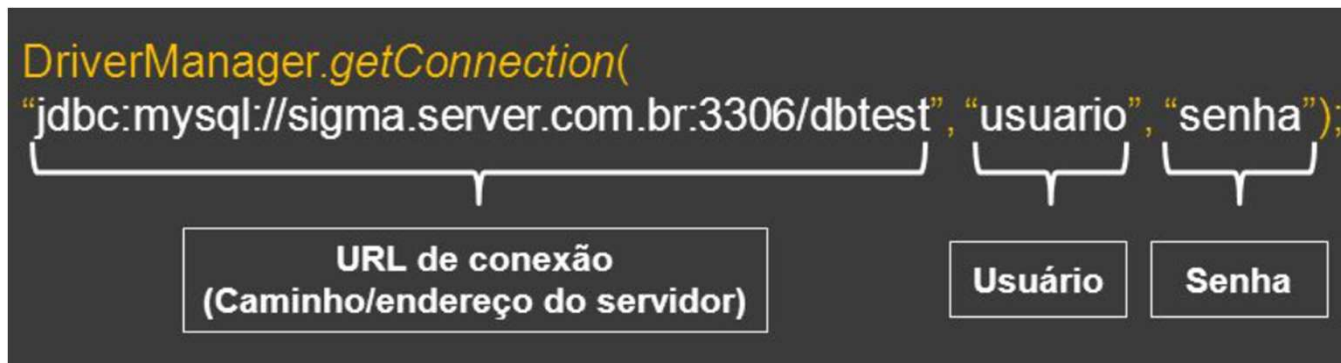 DriverManager.getConnection(
“jdbc:mysql://sigma.server.com.br:3306/dbtest”, “usuario”, “senha”);
URL de conexão
(Caminho/endereço do servidor)
Usuário
Senha